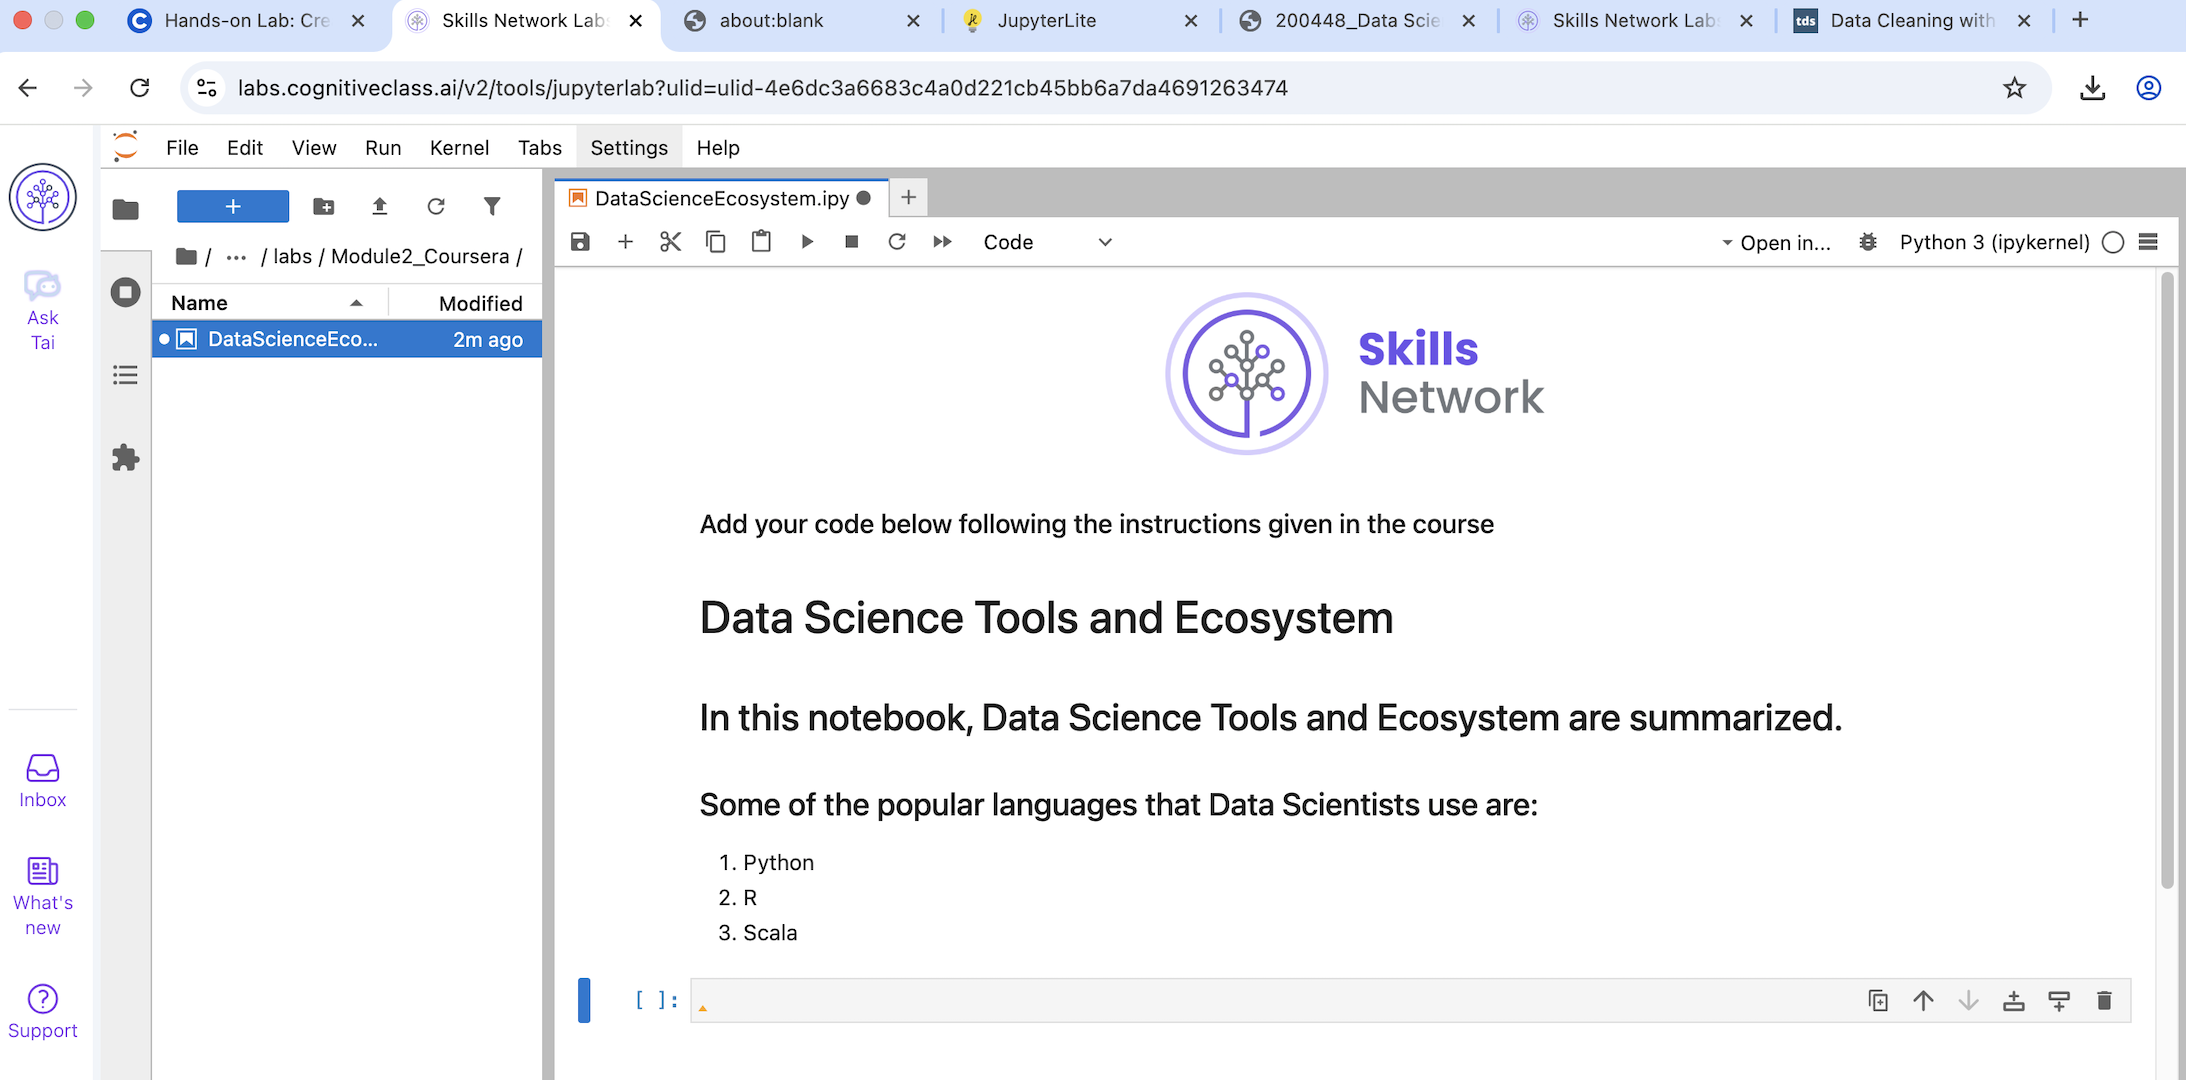 Hands-on Lab: Cre
Skills Network Labs
about:blank
JupyterLite
200448_Data Scie
Skills Network Labs
tds Data Cleaning with
labs.cognitiveclass.ai/v2/tools/jupyterlab?ulid=ulid-4e6dc3a6683c4a0d221cb45bb6a7da4691263474
File Edit View Run Kernel Tabs Settings Help
Ask
Tai
Inbox
What's
new
Support
+
/ ... / labs / Module2_Coursera /
Name Modified
DataScienceEco... 2m ago
DataScienceEcosystem.ipy
Code
Open in...
Python 3 (ipykernel)
Skills
Network
Add your code below following the instructions given in the course
Data Science Tools and Ecosystem
In this notebook, Data Science Tools and Ecosystem are summarized.
Some of the popular languages that Data Scientists use are:
1. Python
2. R
3. Scala
[ ]: